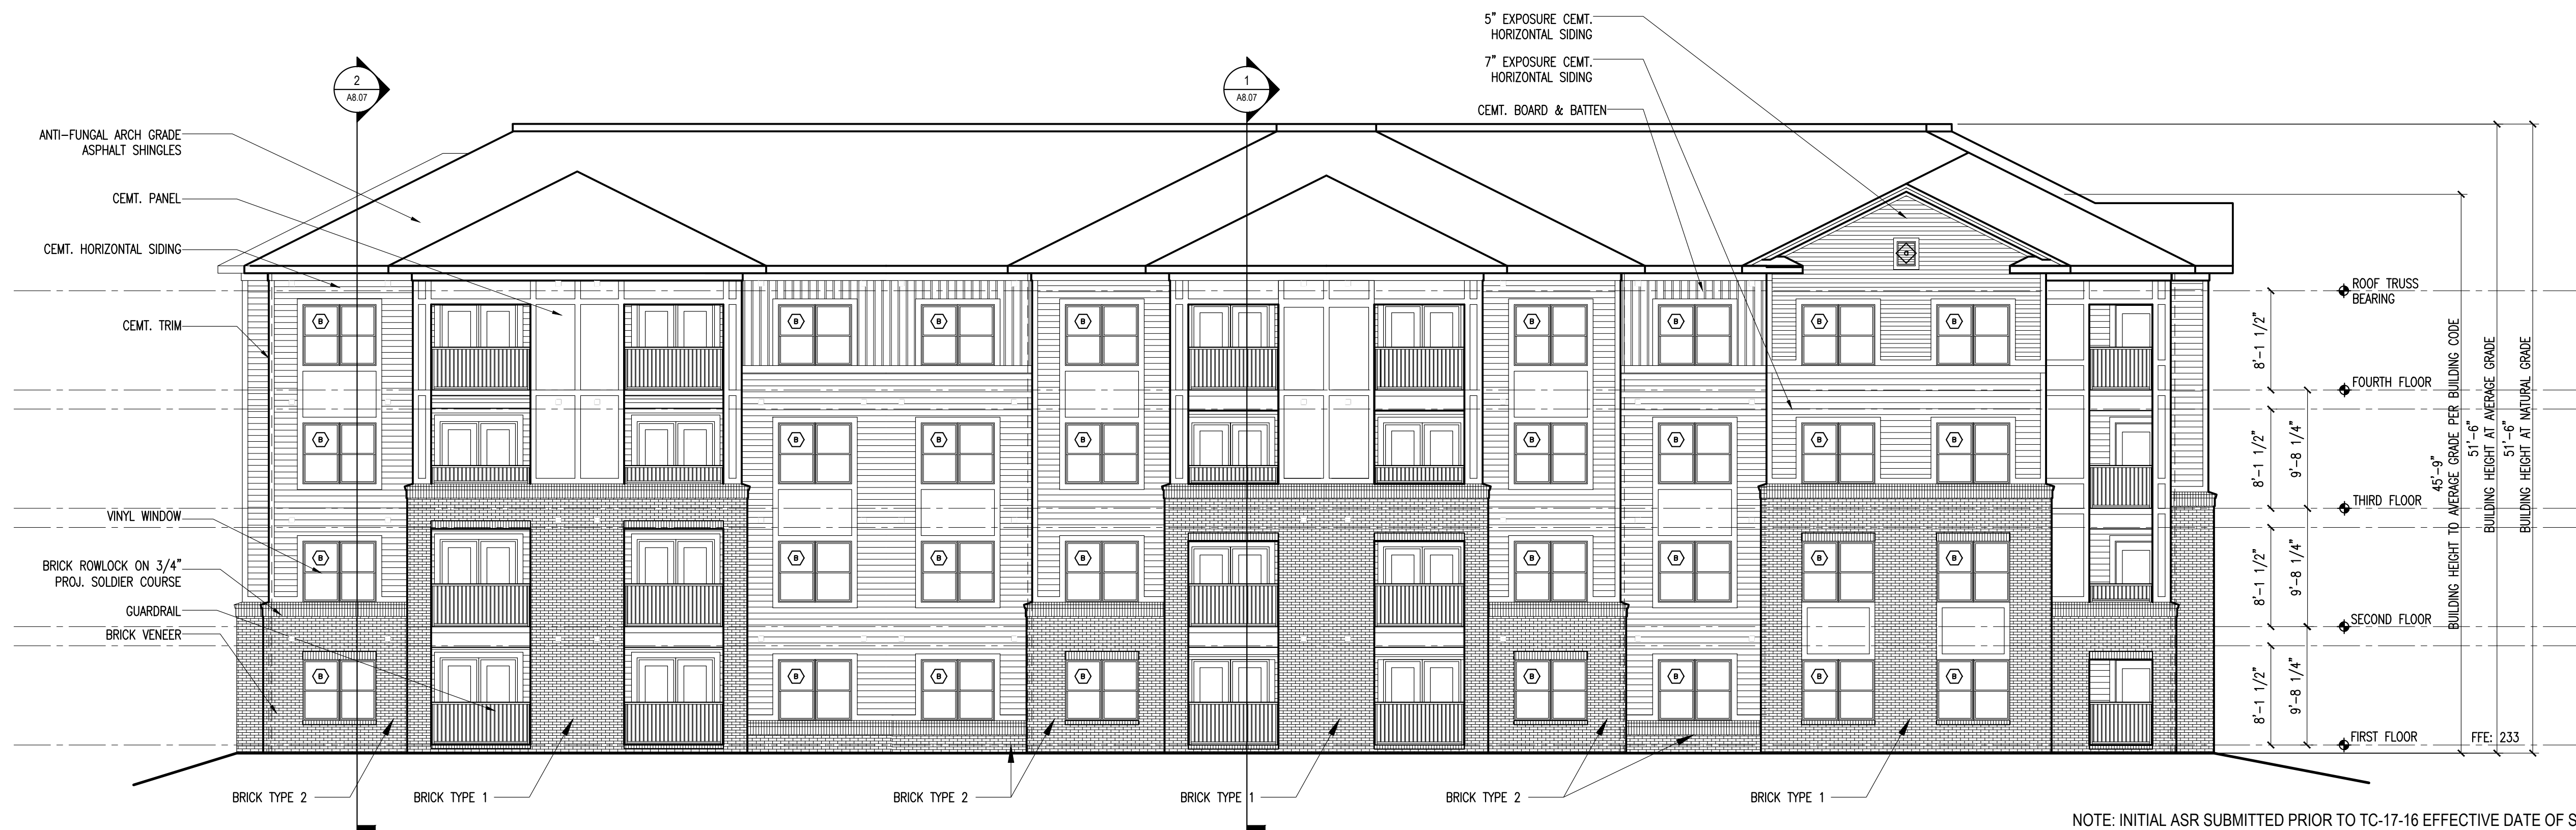 5" EXPOSURE CEMT.
HORIZONTAL SIDING
7" EXPOSURE CEMT.
HORIZONTAL SIDING
CEMT. BOARD & BATTEN
2
A8.07
1
A8.07
ANTI-FUNGAL ARCH GRADE
ASPHALT SHINGLES
CEMT. PANEL
CEMT. HORIZONTAL SIDING
CEMT. TRIM
VINYL WINDOW
BRICK ROWLOCK ON 3/4"
PROJ. SOLDIER COURSE
GUARDRAIL
BRICK VENEER
G
B B B B B B B B
B B B B B B B B
B B B B B B B B
B B B B B B B B
ROOF TRUSS
BEARING
FOURTH FLOOR
THIRD FLOOR
SECOND FLOOR
FIRST FLOOR
FFE: 233
8'-1 1/2"
8'-1 1/2"
8'-1 1/2"
8'-1 1/2"
9'-8 1/4"
9'-8 1/4"
9'-8 1/4"
45'-9"
BUILDING HEIGHT TO AVERAGE GRADE PER BUILDING CODE
51'-6"
BUILDING HEIGHT AT AVERAGE GRADE
51'-6"
BUILDING HEIGHT AT NATURAL GRADE
BRICK TYPE 2
BRICK TYPE 1
BRICK TYPE 2
BRICK TYPE 1
BRICK TYPE 2
BRICK TYPE 1
NOTE: INITIAL ASR SUBMITTED PRIOR TO TC-17-16 EFFECTIVE DATE OF S